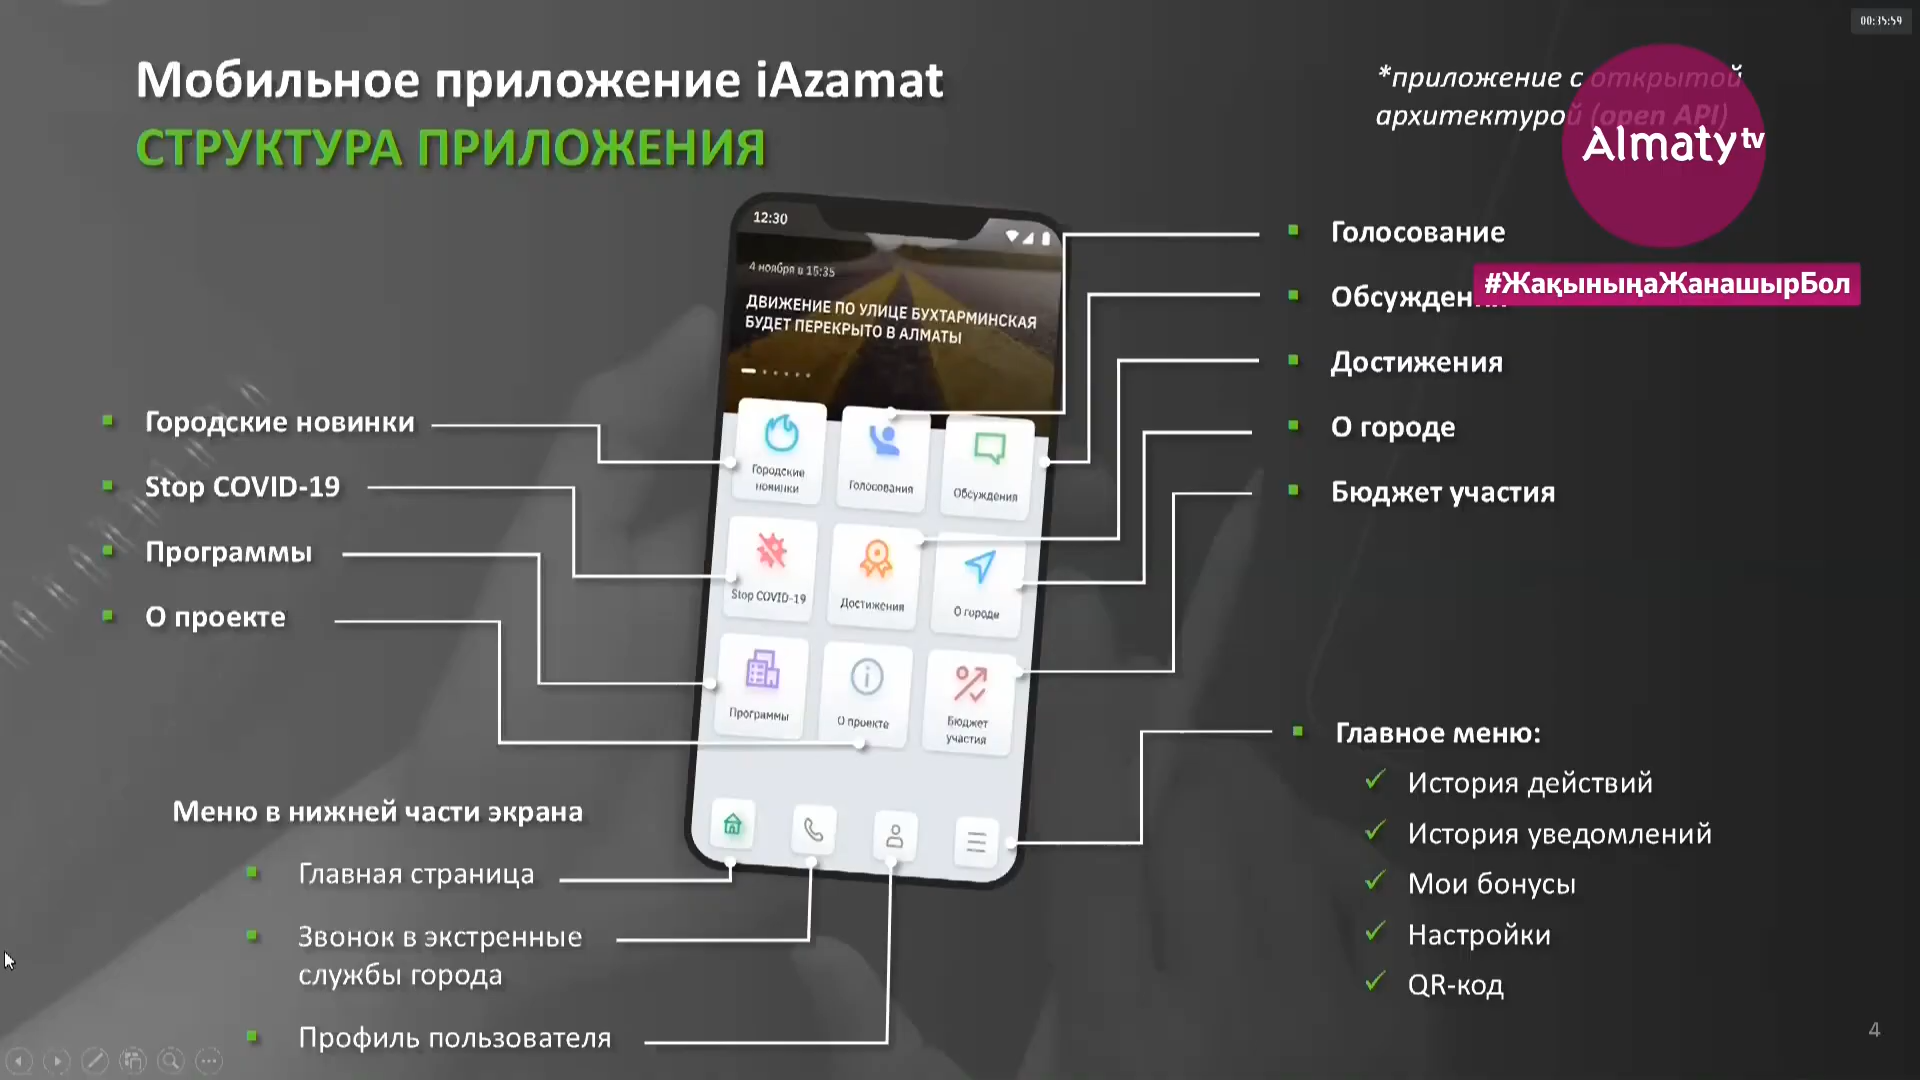 00:35:59
Мобильное приложение iAzamat
СТРУКТУРА ПРИЛОЖЕНИЯ
*приложение с открытой
архитектурой (open API)
Almaty tv
#ЖақыныңаЖанашырБол
Городские новинки
Stop COVID-19
Программы
О проекте
12:30
4 ноября в 15:35
ДВИЖЕНИЕ ПО УЛИЦЕ БУХТАРМИНСКАЯ
БУДЕТ ПЕРЕКРЫТО В АЛМАТЫ
Городские
новинки
Голосования
Обсуждения
Stop COVID-19
Достижения
О городе
Программы
О проекте
Бюджет
участия
Голосование
Обсуждения
Достижения
О городе
Бюджет участия
Меню в нижней части экрана
Главная страница
Звонок в экстренные
службы города
Профиль пользователя
Главное меню:
История действий
История уведомлений
Мои бонусы
Настройки
QR-код
4